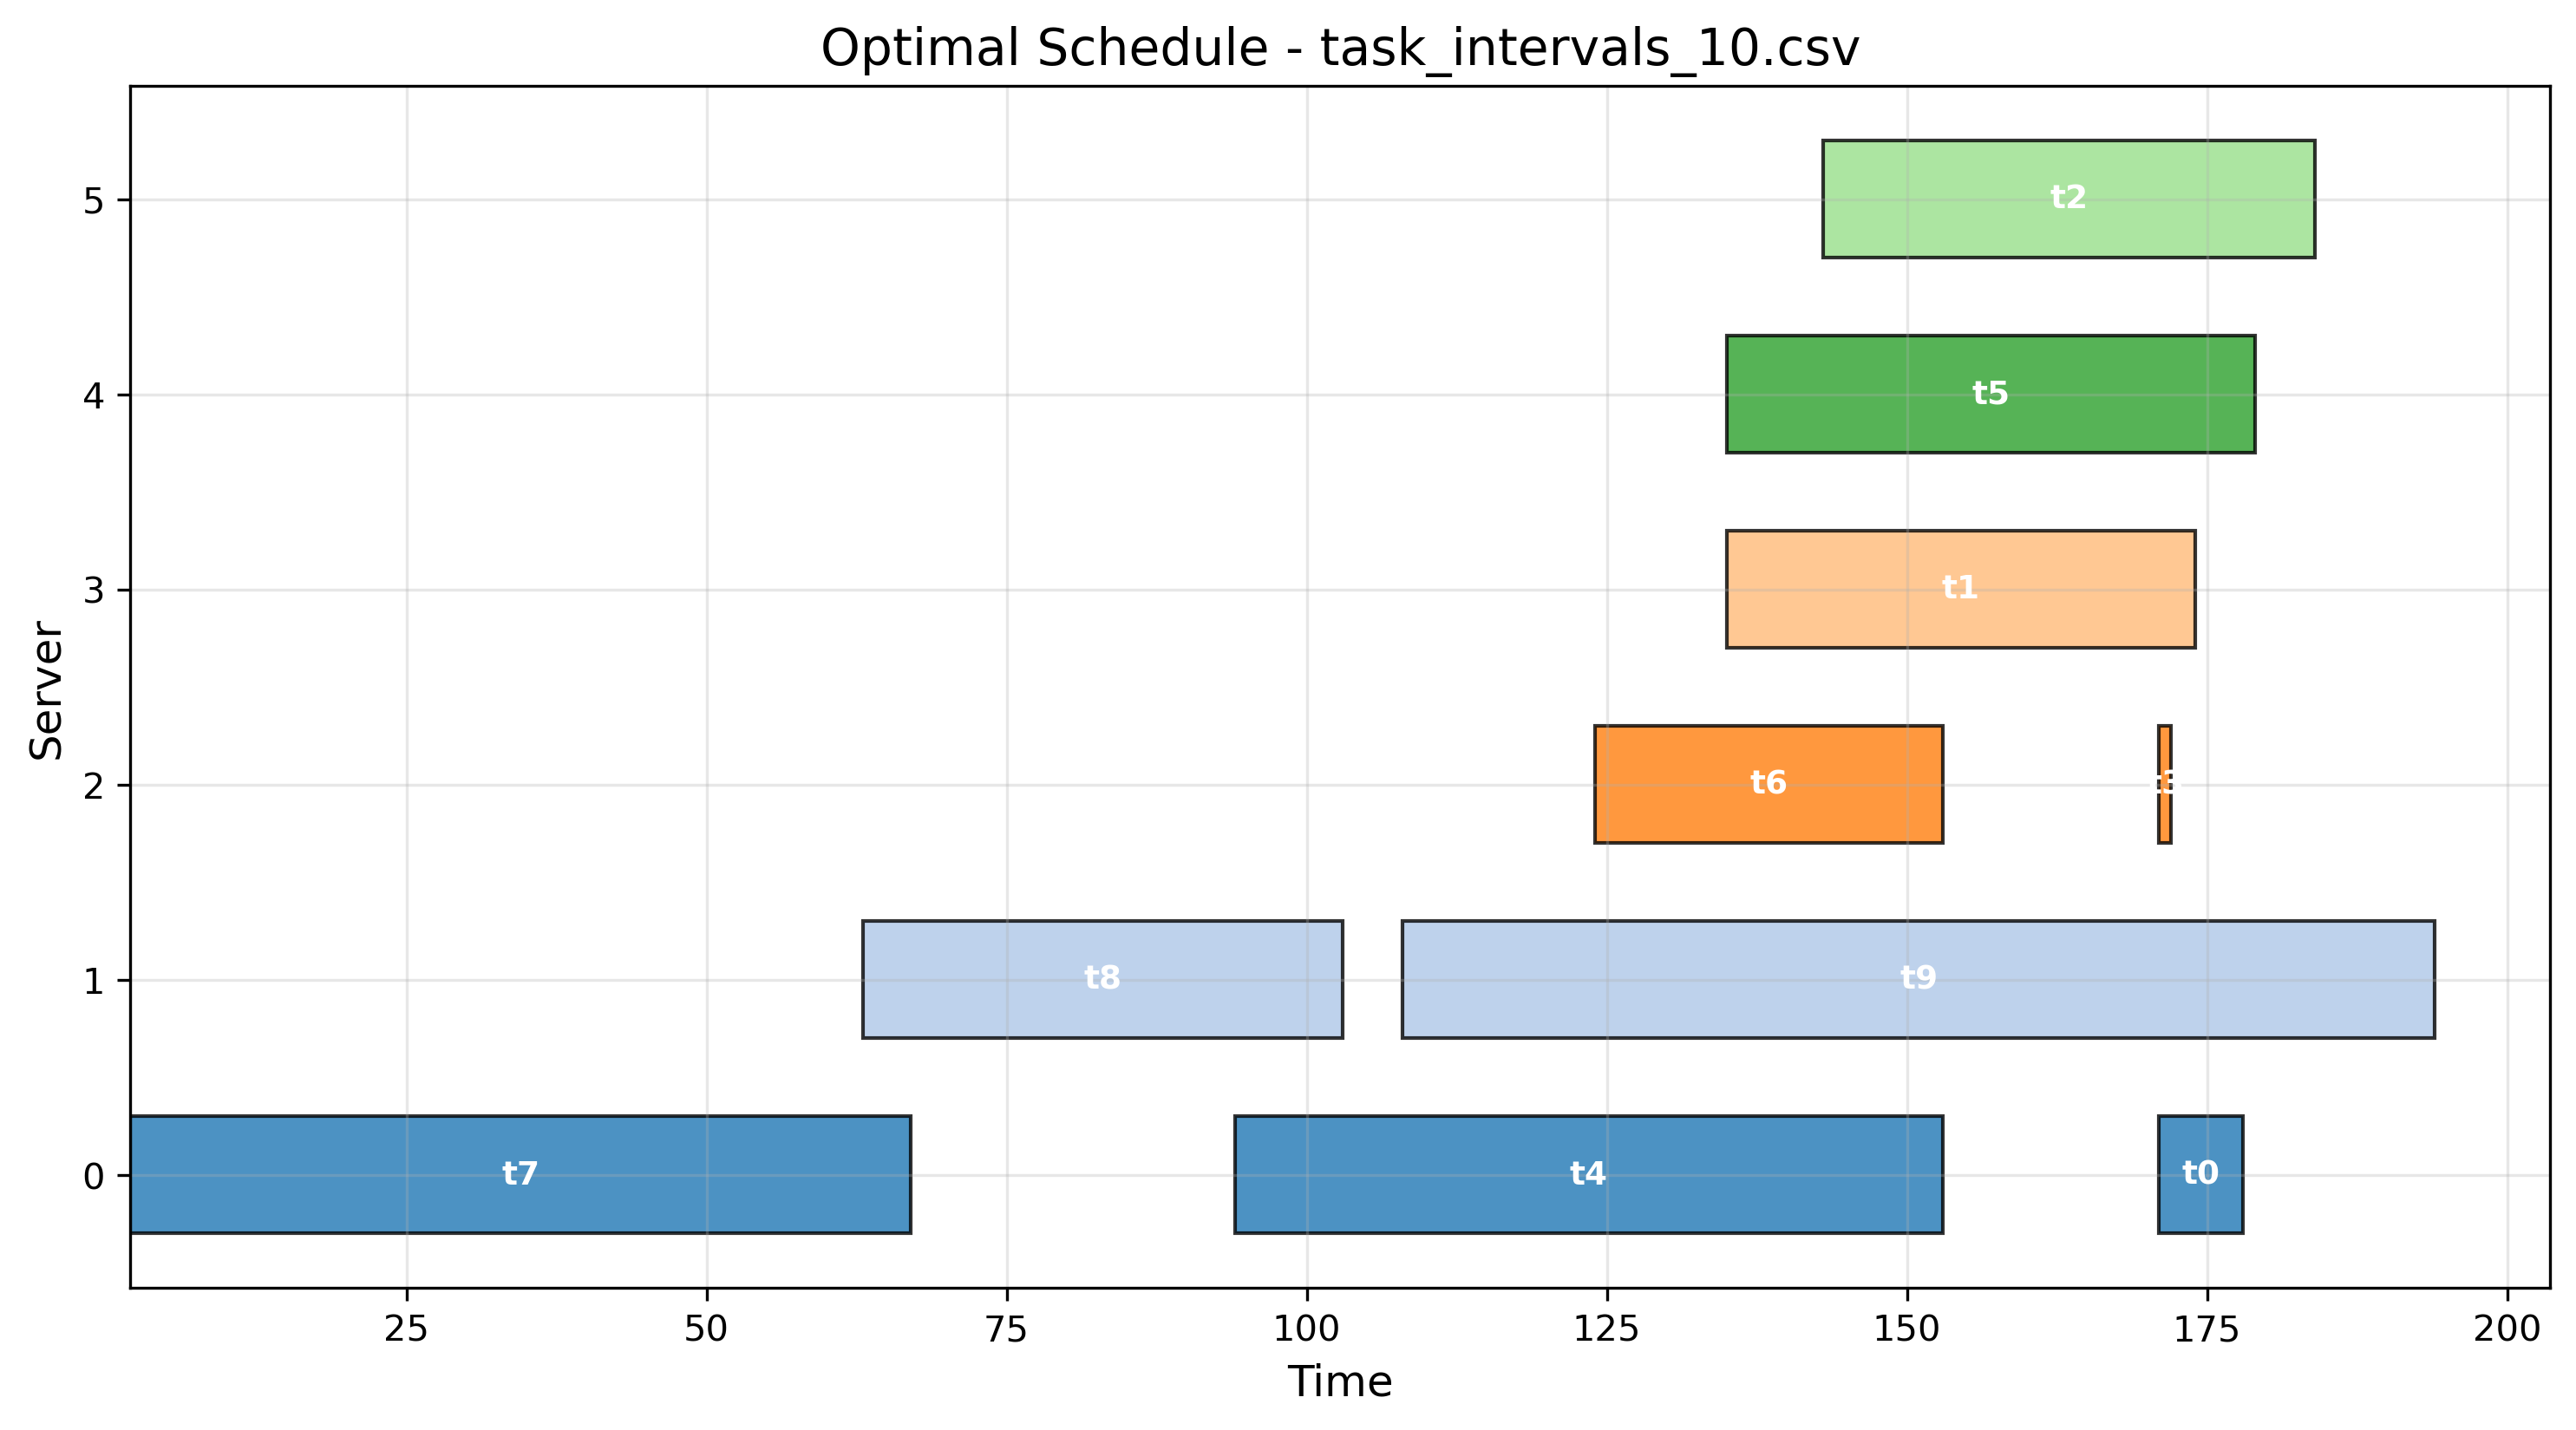 Optimal Schedule - task_intervals_10.csv
5
4
3
2
1
0
Server
t2
t5
t1
t6
t8
t9
t7
t4
t0
25 50 75 100 125 150 175 200
Time